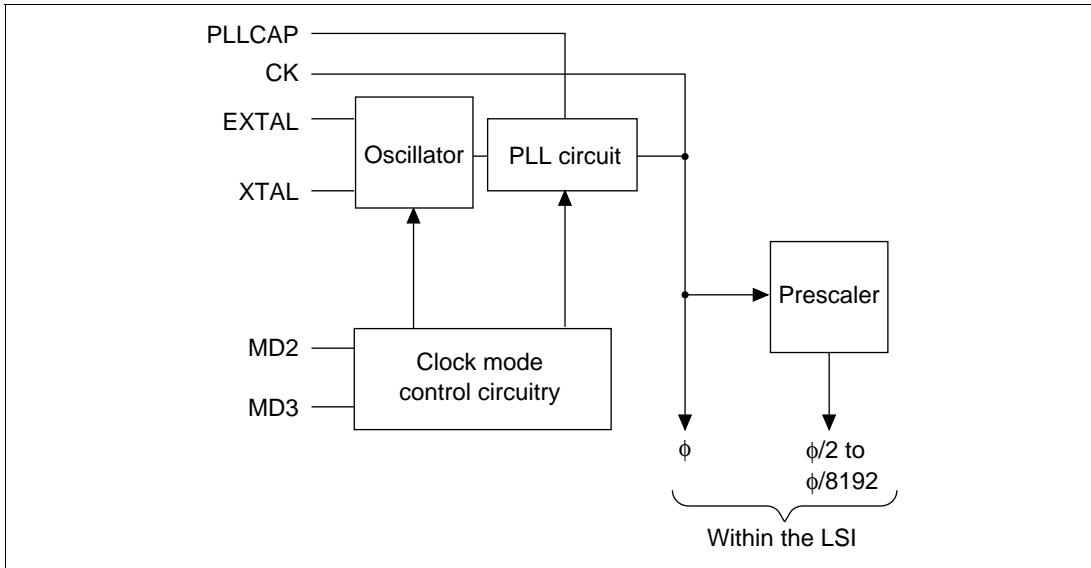 PLLCAP
CK
EXTAL
Oscillator
PLL circuit
XTAL
Prescaler
MD2
Clock mode
control circuitry
MD3
ϕ
ϕ/2 to
ϕ/8192
Within the LSI